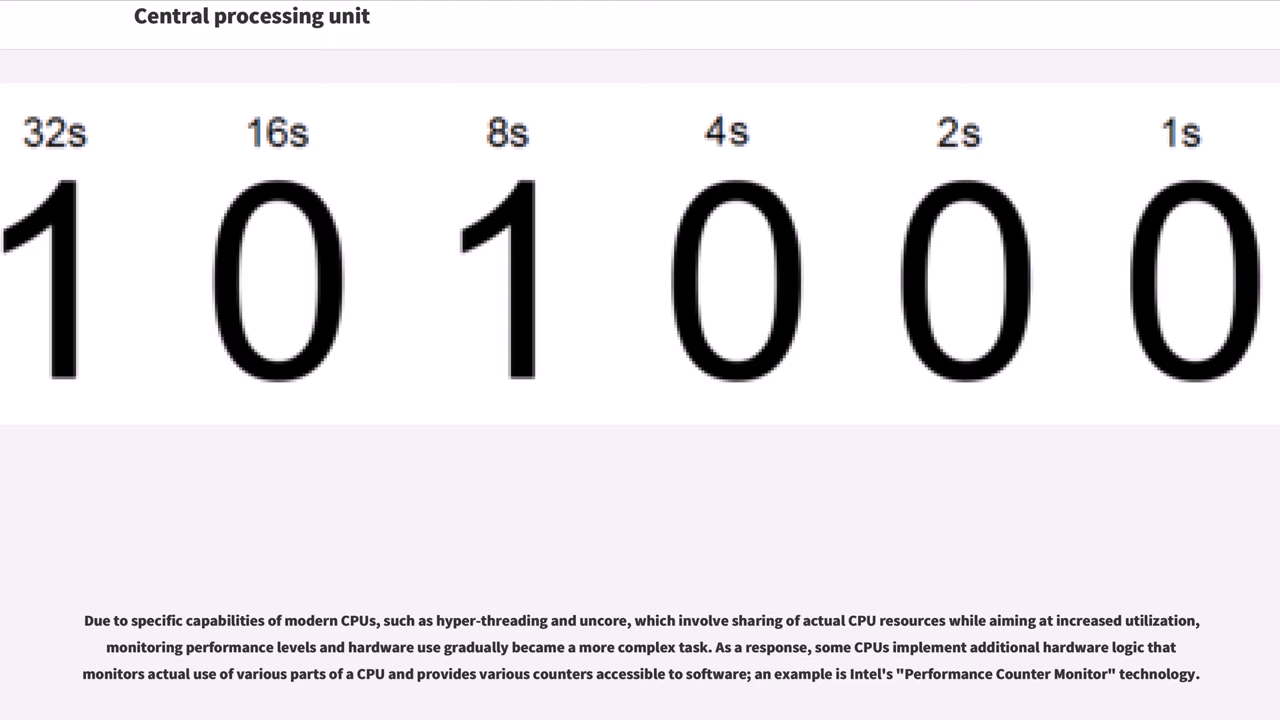 Central processing unit
32s 16s 8s 4s 2s 1s
1 0 1 0 0 0
Due to specific capabilities of modern CPUs, such as hyper-threading and uncore, which involve sharing of actual CPU resources while aiming at increased utilization,
monitoring performance levels and hardware use gradually became a more complex task. As a response, some CPUs implement additional hardware logic that
monitors actual use of various parts of a CPU and provides various counters accessible to software; an example is Intel's "Performance Counter Monitor" technology.